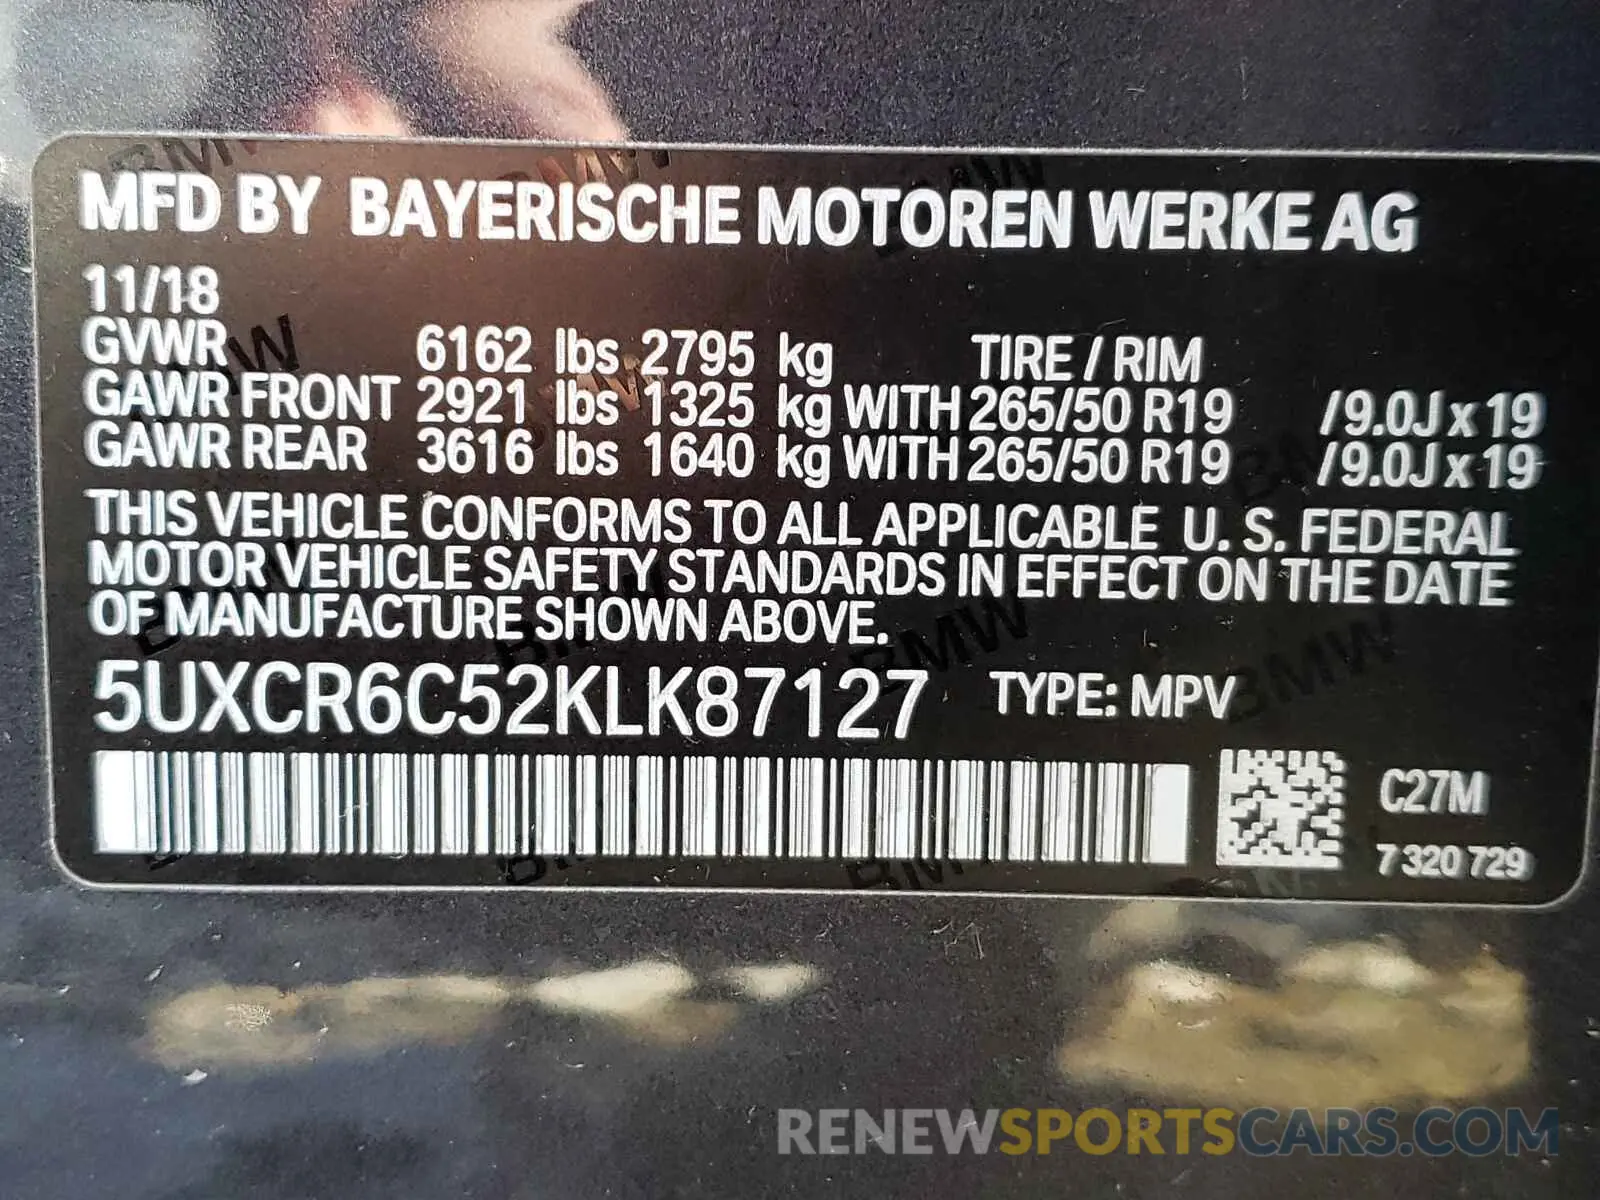 MFD BY BAYERISCHE MOTOREN WERKE AG
11/18
GVWR 6162 lbs 2795 kg TIRE / RIM
GAWR FRONT 2921 lbs 1325 kg WITH 265/50 R19 /9.0J x 19
GAWR REAR 3616 lbs 1640 kg WITH 265/50 R19 /9.0J x 19
THIS VEHICLE CONFORMS TO ALL APPLICABLE U. S. FEDERAL
MOTOR VEHICLE SAFETY STANDARDS IN EFFECT ON THE DATE
OF MANUFACTURE SHOWN ABOVE.
5UXCR6C52KLK87127 TYPE: MPV
C27M
7 320 729
RENEWSPORTSCARS.COM